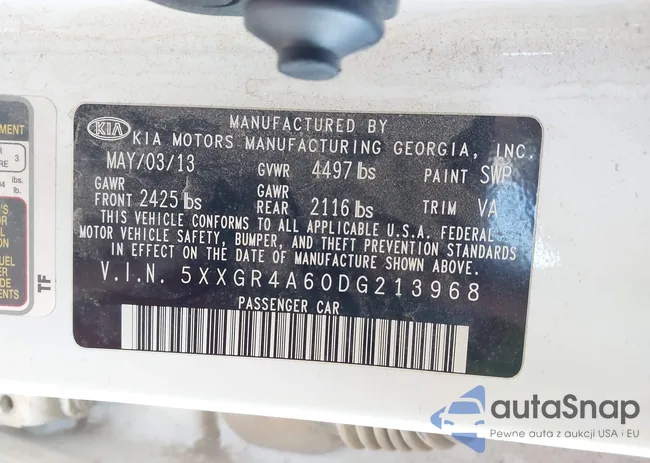 MANUFACTURED BY
KIA KIA MOTORS MANUFACTURING GEORGIA, INC.
MAY/03/13 GVWR 4497 lbs PAINT SWP
GAWR GAWR
FRONT 2425 lbs REAR 2116 lbs TRIM VA
THIS VEHICLE CONFORMS TO ALL APPLICABLE U.S.A. FEDERAL
MOTOR VEHICLE SAFETY, BUMPER, AND THEFT PREVENTION STANDARDS
IN EFFECT ON THE DATE OF MANUFACTURE SHOWN ABOVE.
V.I.N. 5XXGR4A60DG213968
PASSENGER CAR
TF
autaSnap
Pewne auta z aukcji USA i EU